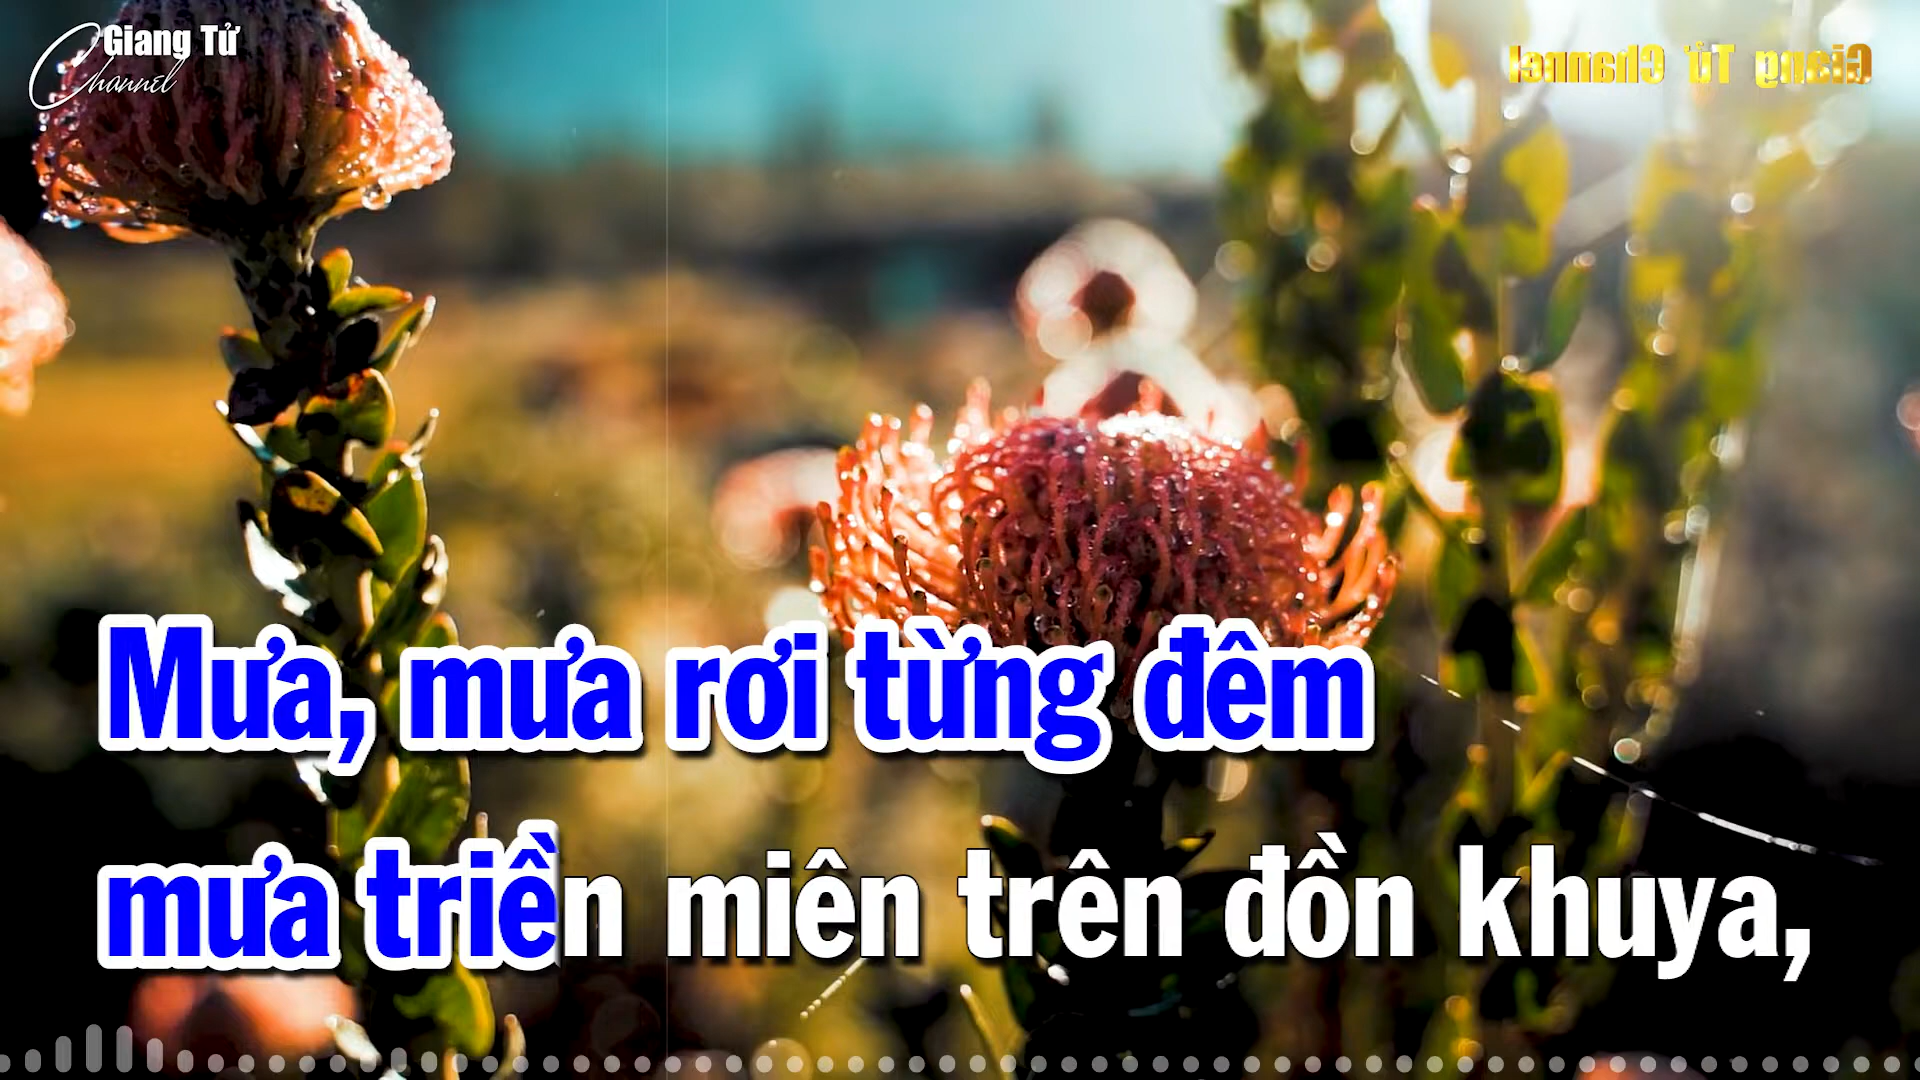 Giang Tử
Channel
Giang Tử Channel
Mưa, mưa rơi từng đêm
mưa triền miên trên đồn khuya,